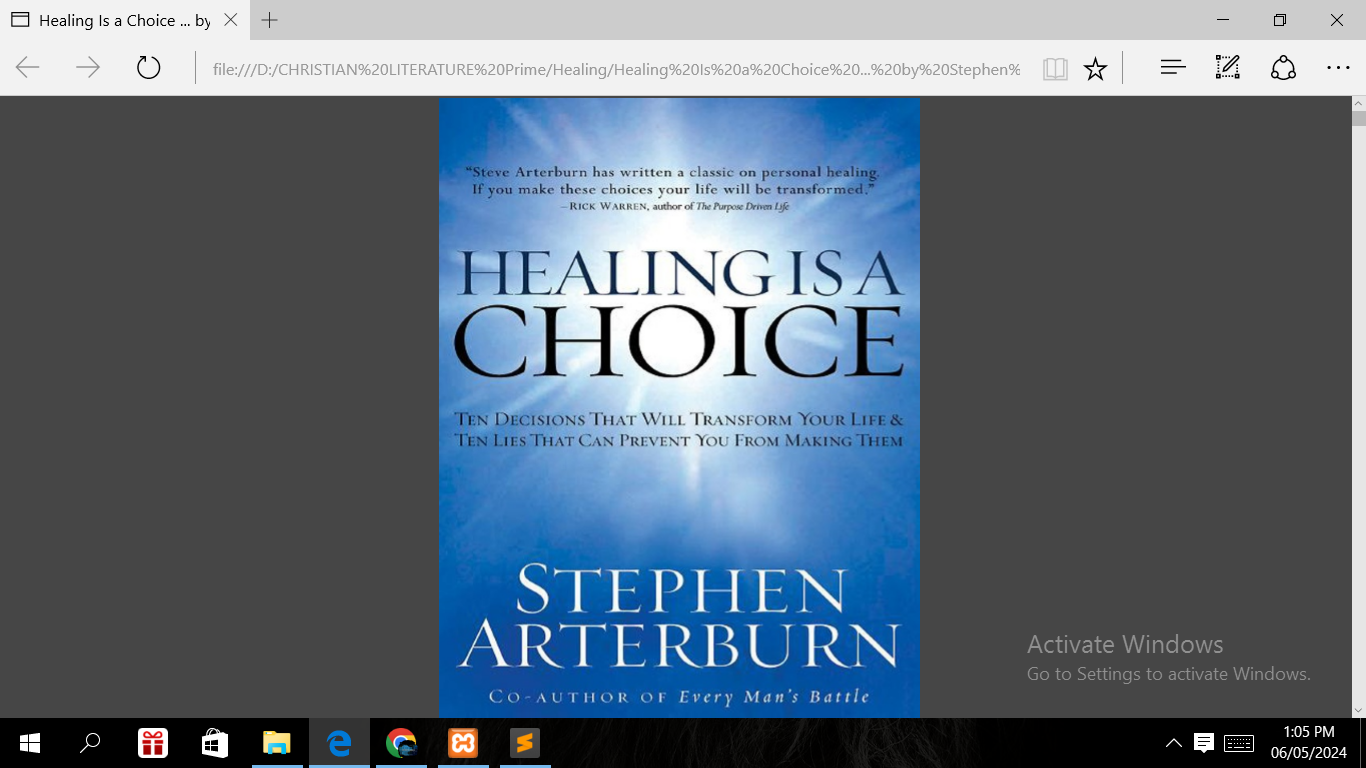 Healing Is a Choice ... by
file:///D:/CHRISTIAN%20LITERATURE%20Prime/Healing/Healing%20Is%20a%20Choice%20...%20by%20Stephen%
“Steve Arterburn has written a classic on personal healing.
If you make these choices your life will be transformed.”
–RICK WARREN, author of The Purpose Driven Life
HEALING IS A
CHOICE
TEN DECISIONS THAT WILL TRANSFORM YOUR LIFE &
TEN LIES THAT CAN PREVENT YOU FROM MAKING THEM
STEPHEN
ARTERBURN
CO-AUTHOR OF Every Man's Battle
Activate Windows
Go to Settings to activate Windows.
1:05 PM
06/05/2024